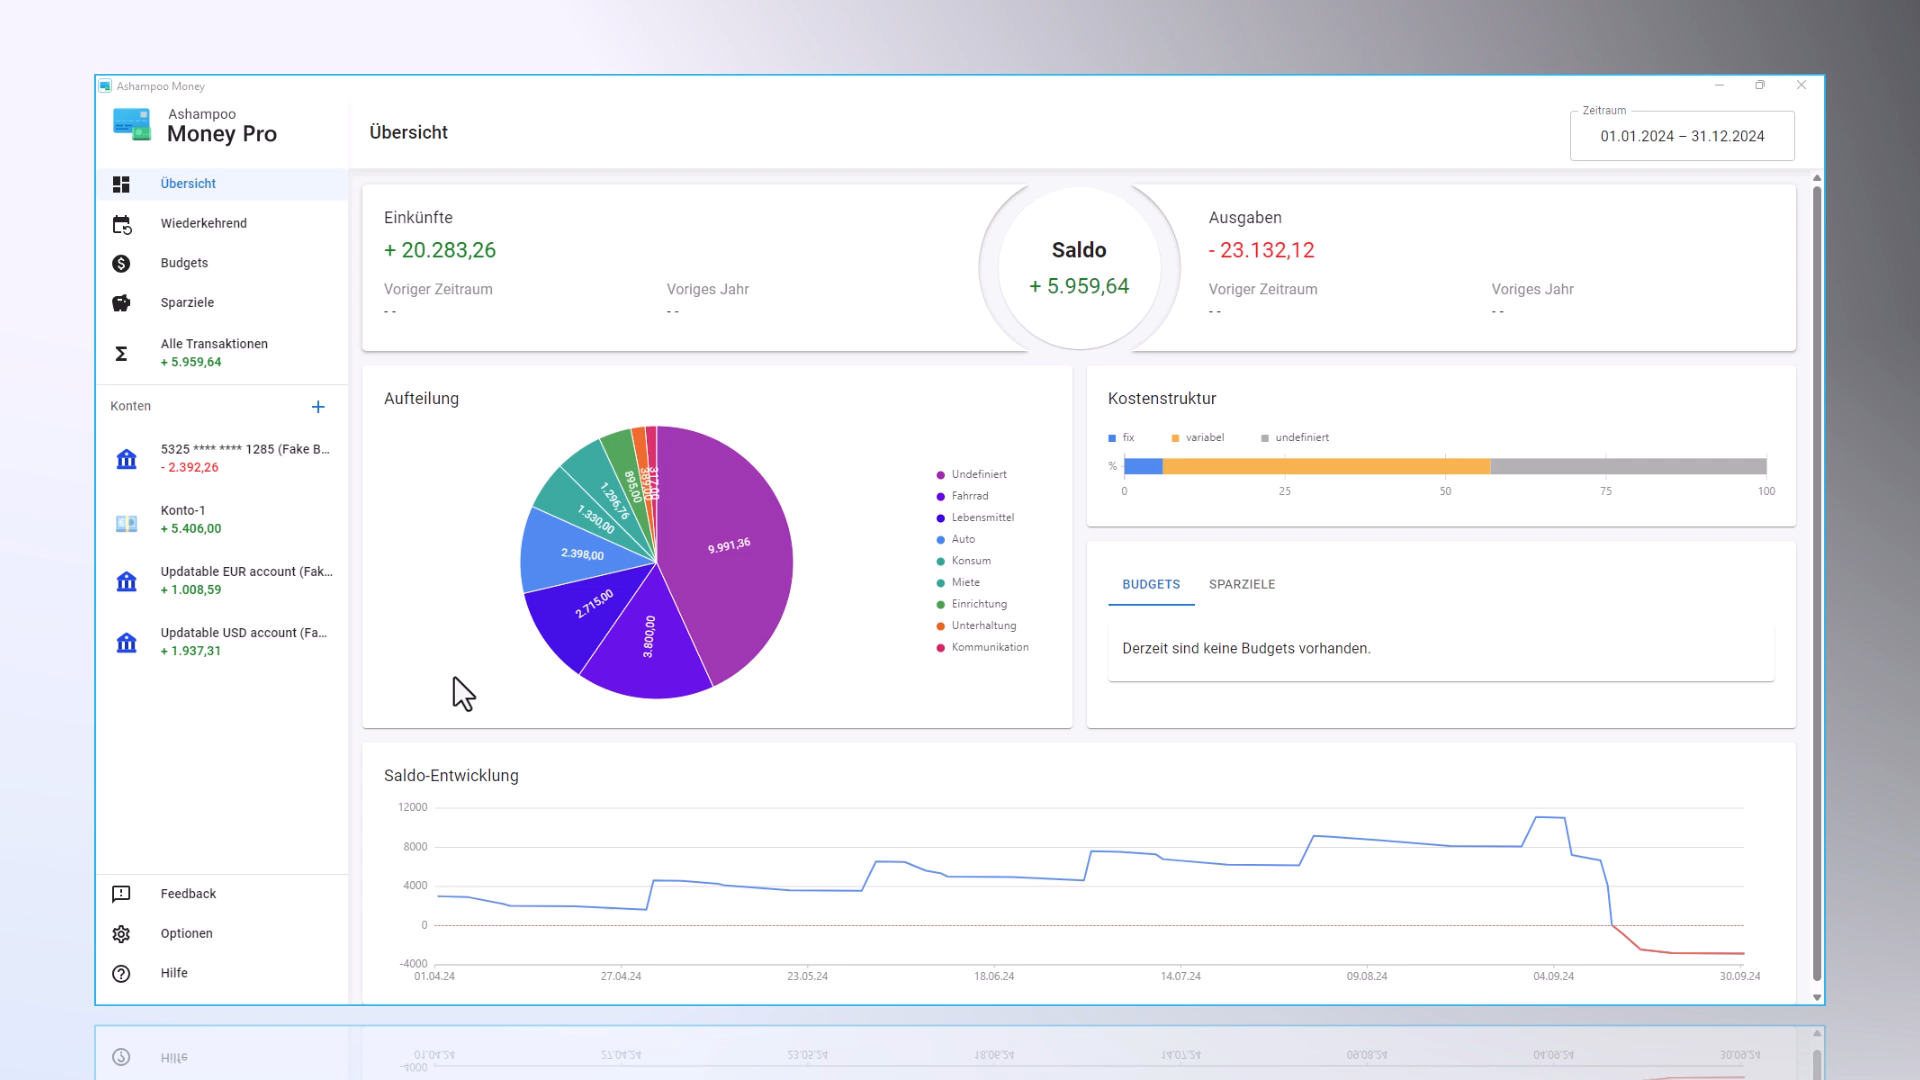 Ashampoo Money
Ashampoo
Money Pro
Übersicht
Wiederkehrend
Budgets
Sparziele
Alle Transaktionen
+ 5.959,64
Konten
5325 **** **** 1285 (Fake B...
- 2.392,26
Konto-1
+ 5.406,00
Updatable EUR account (Fak...
+ 1.008,59
Updatable USD account (Fa...
+ 1.937,31
Feedback
Optionen
Hilfe
Übersicht
Zeitraum
01.01.2024 – 31.12.2024
Einkünfte
+ 20.283,26
Voriger Zeitraum
- -
Voriges Jahr
- -
Saldo
+ 5.959,64
Ausgaben
- 23.132,12
Voriger Zeitraum
- -
Voriges Jahr
- -
Aufteilung
9.991,36
3.800,00
2.715,00
2.398,00
1.330,00
1.296,76
895,00
317,00
Undefiniert
Fahrrad
Lebensmittel
Auto
Konsum
Miete
Einrichtung
Unterhaltung
Kommunikation
Kostenstruktur
fix variabel undefiniert
%
0 25 50 75 100
BUDGETS SPARZIELE
Derzeit sind keine Budgets vorhanden.
Saldo-Entwicklung
12000
8000
4000
0
-4000
01.04.24 27.04.24 23.05.24 18.06.24 14.07.24 09.08.24 04.09.24 30.09.24